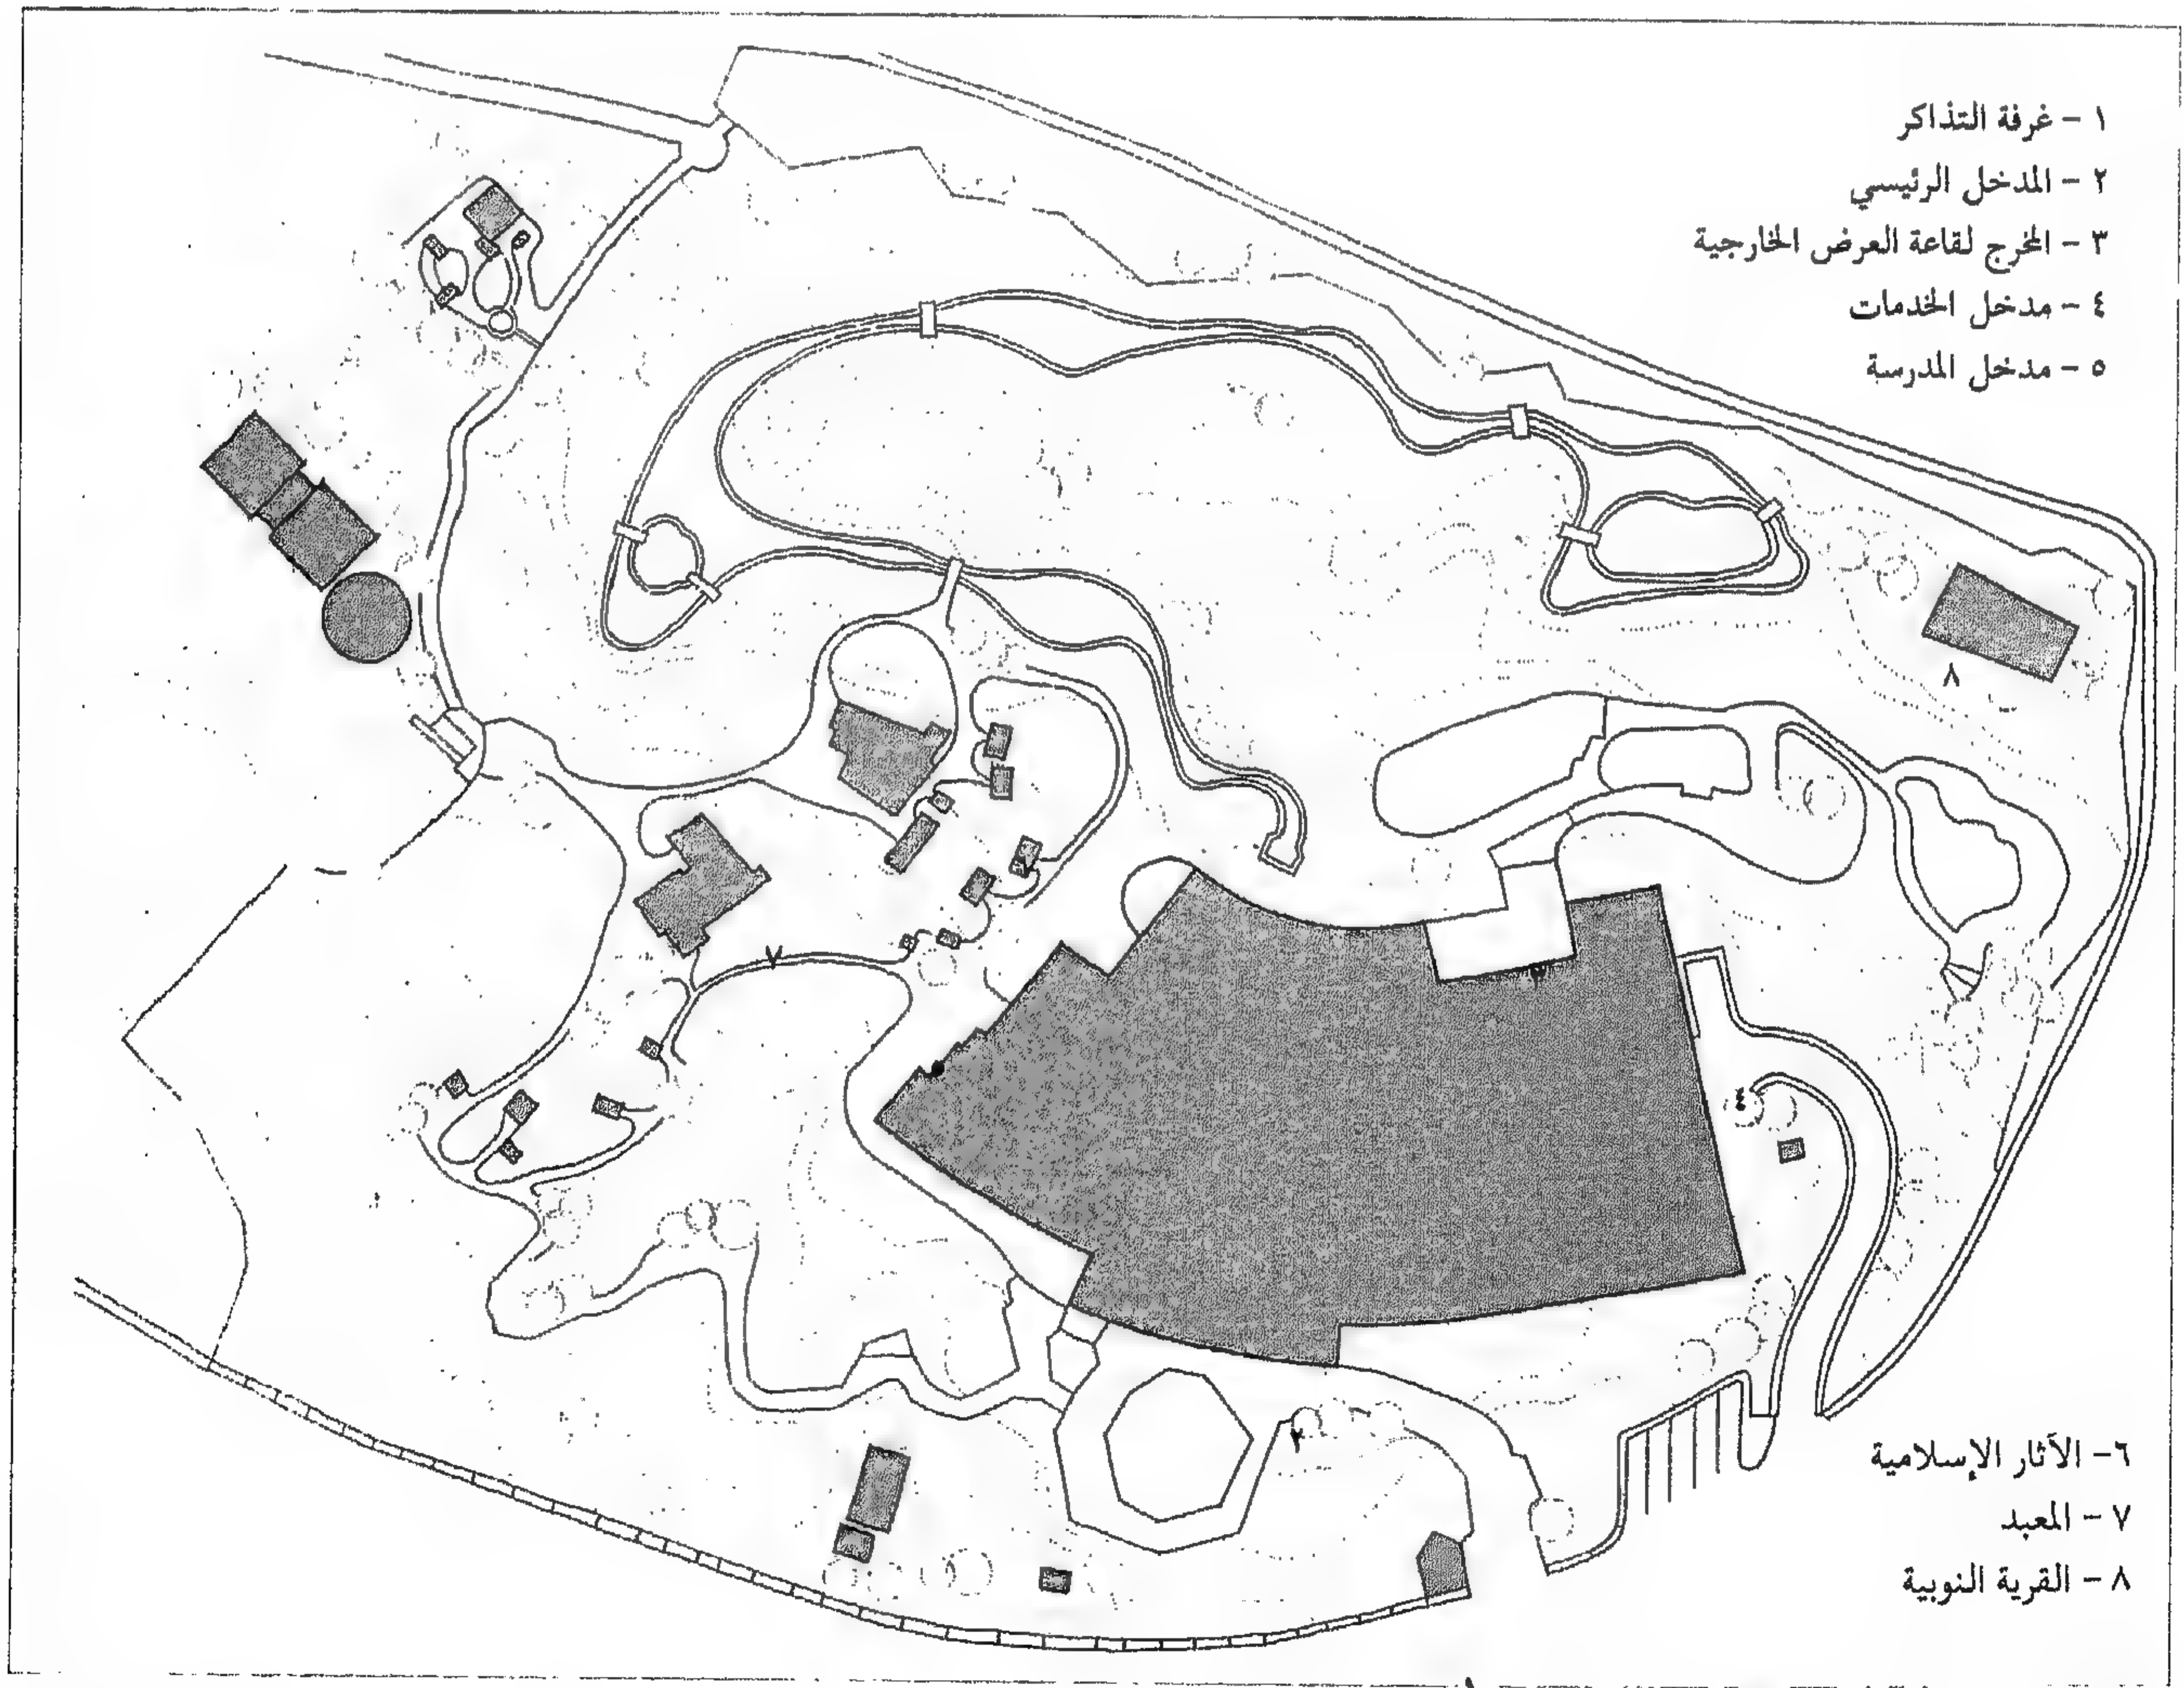 ١ - غرفة التذاكر
٢ - المدخل الرئيسي
٣ - المخرج لقاعة العرض الخارجية
٤ - مدخل الخدمات
٥ - مدخل المدرسة
٨
٧
٤
٢
٦- الآثار الإسلامية
٧ - المعبد
٨ - القرية النوبية